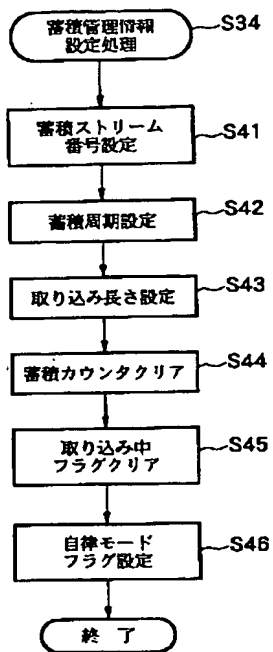 蓄積管理情報
設定処理
S34
蓄積ストリーム
番号設定
S41
蓄積周期設定
S42
取り込み長さ設定
S43
蓄積カウンタクリア
S44
取り込み中
フラグクリア
S45
自律モード
フラグ設定
S46
終了